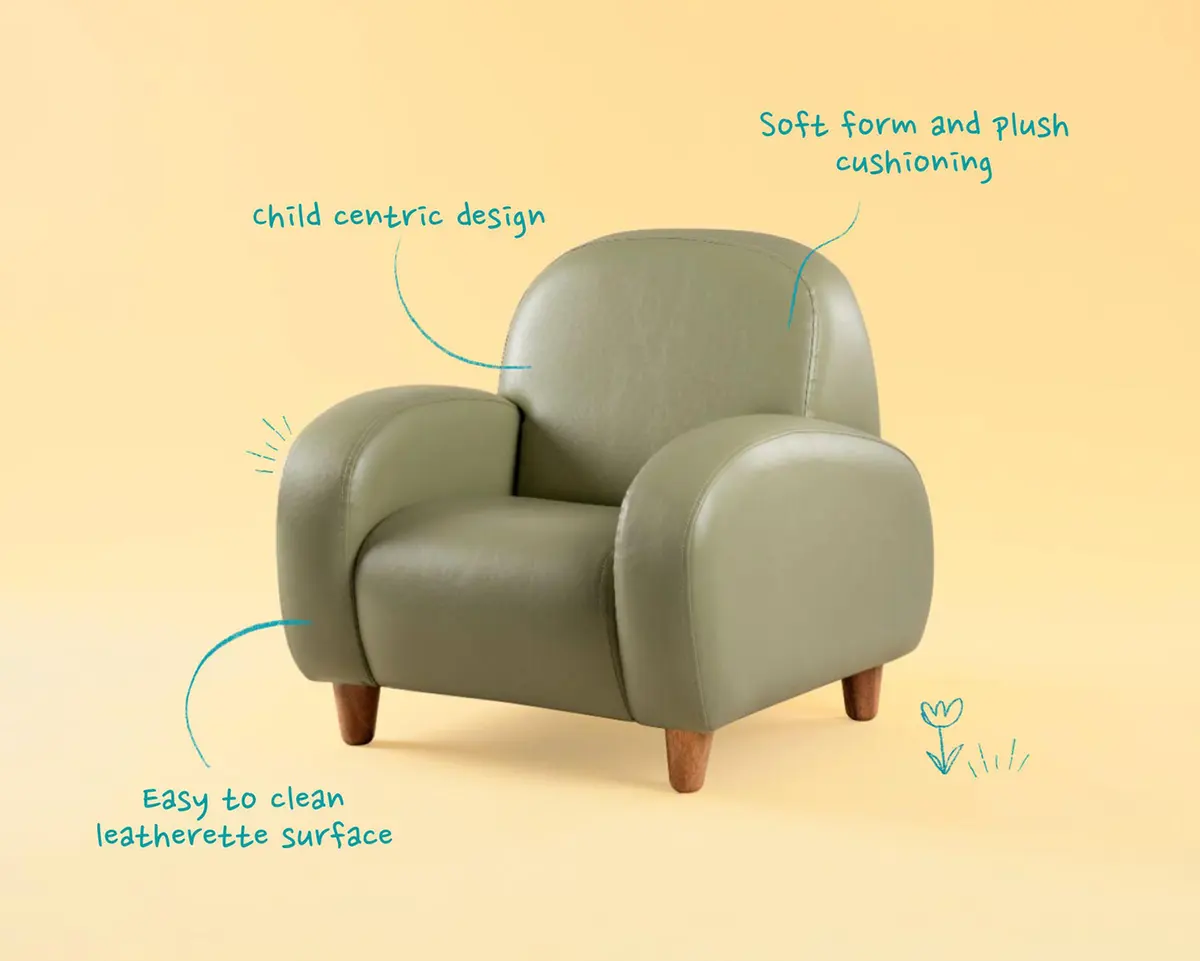 Soft form and plush
cushioning
Child centric design
Easy to clean
leatherette surface